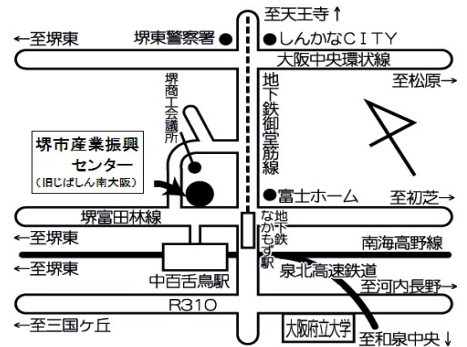 至天王寺↑
←至堺東
堺東警察署
しんかなCITY
大阪中央環状線
至松原→
堺商工会議所
地下鉄御堂筋線
堺市産業振興
センター
(旧じばしん南大阪)
富士ホーム
至初芝→
堺富田林線
地下鉄
なかもず駅
←至堺東
南海高野線
←至堺東
中百舌鳥駅
泉北高速鉄道
至河内長野→
R310
←至三国ヶ丘
大阪府立大学
至和泉中央↓